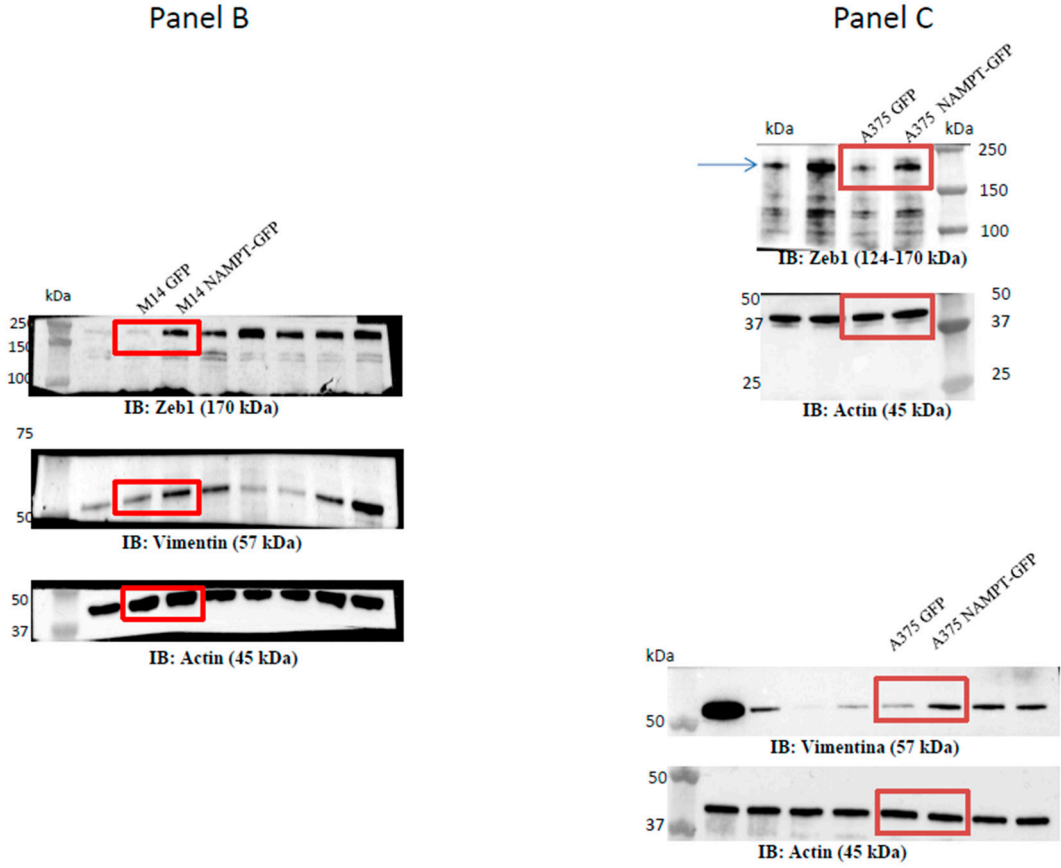 Panel B
M14 GFP
M14 NAMPT-GFP
kDa
250
150
100
IB: Zeb1 (170 kDa)
75
50
IB: Vimentin (57 kDa)
50
37
IB: Actin (45 kDa)
Panel C
A375 GFP
A375 NAMPT-GFP
kDa
kDa
250
150
100
IB: Zeb1 (124-170 kDa)
50
37
25
50
37
25
IB: Actin (45 kDa)
A375 GFP
A375 NAMPT-GFP
kDa
50
IB: Vimentina (57 kDa)
50
37
IB: Actin (45 kDa)